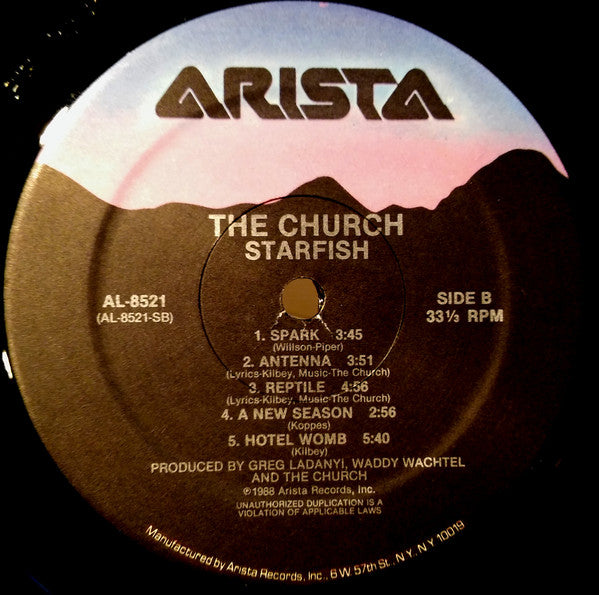 ARISTA
THE CHURCH
STARFISH
AL-8521
(AL-8521-SB)
SIDE B
33 1/3 RPM
1. SPARK 3:45
(Willson-Piper)
2. ANTENNA 3:51
(Lyrics-Kilbey, Music-The Church)
3. REPTILE 4:56
(Lyrics-Kilbey, Music-The Church)
4. A NEW SEASON 2:56
(Koppes)
5. HOTEL WOMB 5:40
(Kilbey)
PRODUCED BY GREG LADANYI, WADDY WACHTEL
AND THE CHURCH
℗1988 Arista Records, Inc.
UNAUTHORIZED DUPLICATION IS A
VIOLATION OF APPLICABLE LAWS
Manufactured by Arista Records, Inc., 6 W. 57th St., N.Y., N.Y. 10019